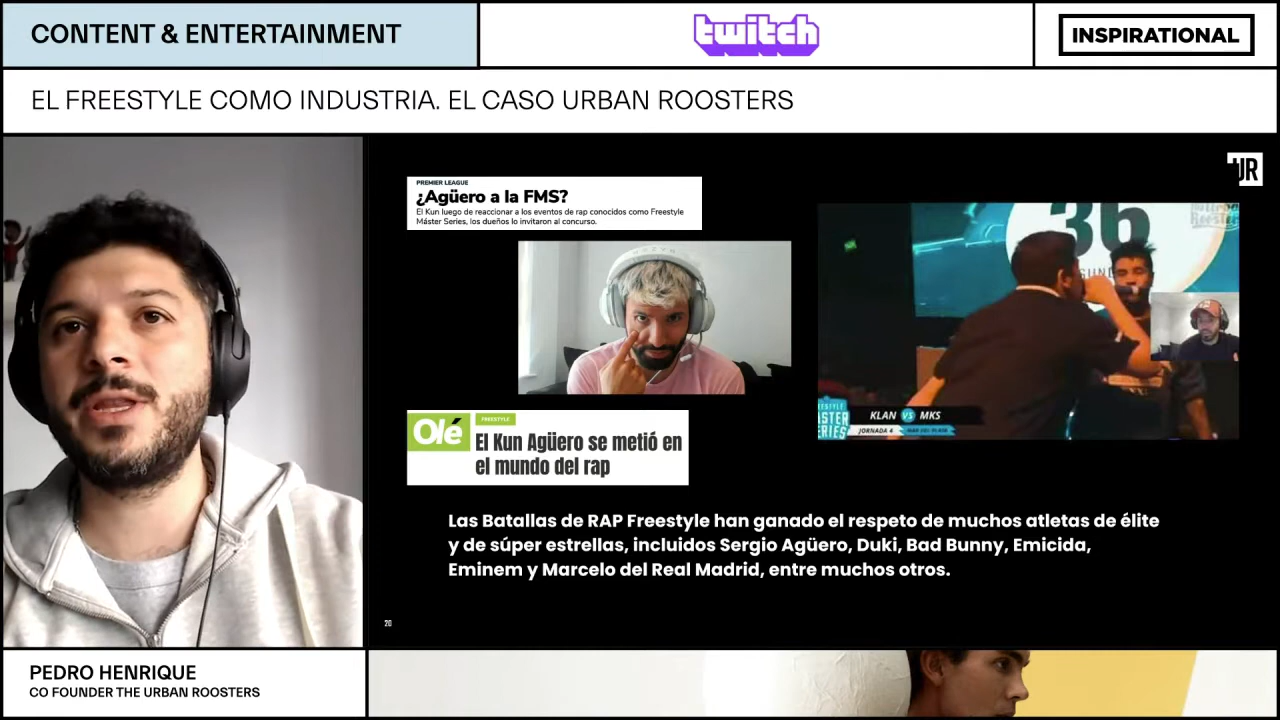 CONTENT & ENTERTAINMENT
twitch
INSPIRATIONAL
EL FREESTYLE COMO INDUSTRIA. EL CASO URBAN ROOSTERS
UR
PREMIER LEAGUE
¿Agüero a la FMS?
El Kun luego de reaccionar a los eventos de rap conocidos como Freestyle
Máster Series, los dueños lo invitaron al concurso.
36
Olé
FREESTYLE
El Kun Agüero se metió en
el mundo del rap
KLAN VS MKS
JORNADA 4
Las Batallas de RAP Freestyle han ganado el respeto de muchos atletas de élite
y de súper estrellas, incluidos Sergio Agüero, Duki, Bad Bunny, Emicida,
Eminem y Marcelo del Real Madrid, entre muchos otros.
20
PEDRO HENRIQUE
CO FOUNDER THE URBAN ROOSTERS